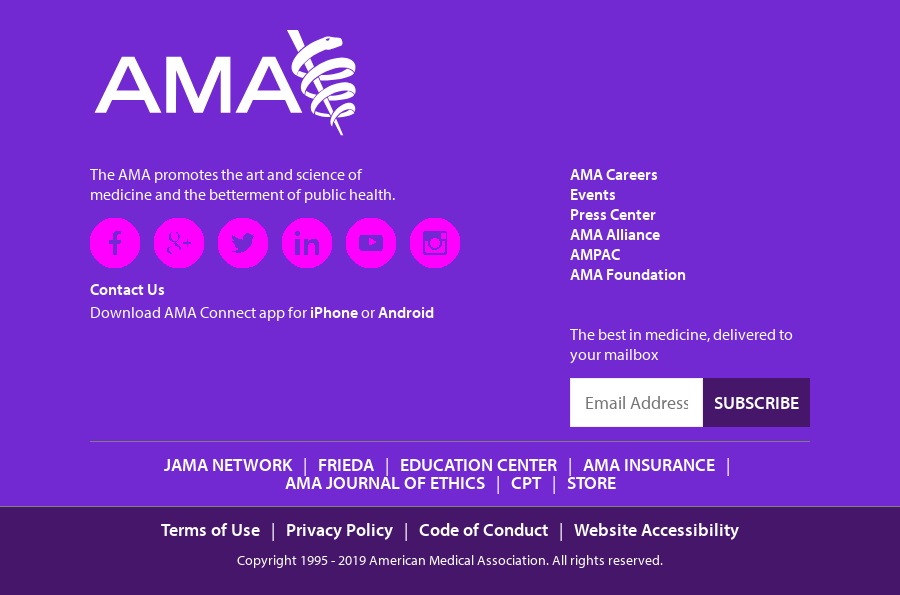 AMA
The AMA promotes the art and science of
medicine and the betterment of public health.
Contact Us
Download AMA Connect app for iPhone or Android
AMA Careers
Events
Press Center
AMA Alliance
AMPAC
AMA Foundation
The best in medicine, delivered to
your mailbox
Email Address SUBSCRIBE
JAMA NETWORK | FRIEDA | EDUCATION CENTER | AMA INSURANCE |
AMA JOURNAL OF ETHICS | CPT | STORE
Terms of Use | Privacy Policy | Code of Conduct | Website Accessibility
Copyright 1995 - 2019 American Medical Association. All rights reserved.